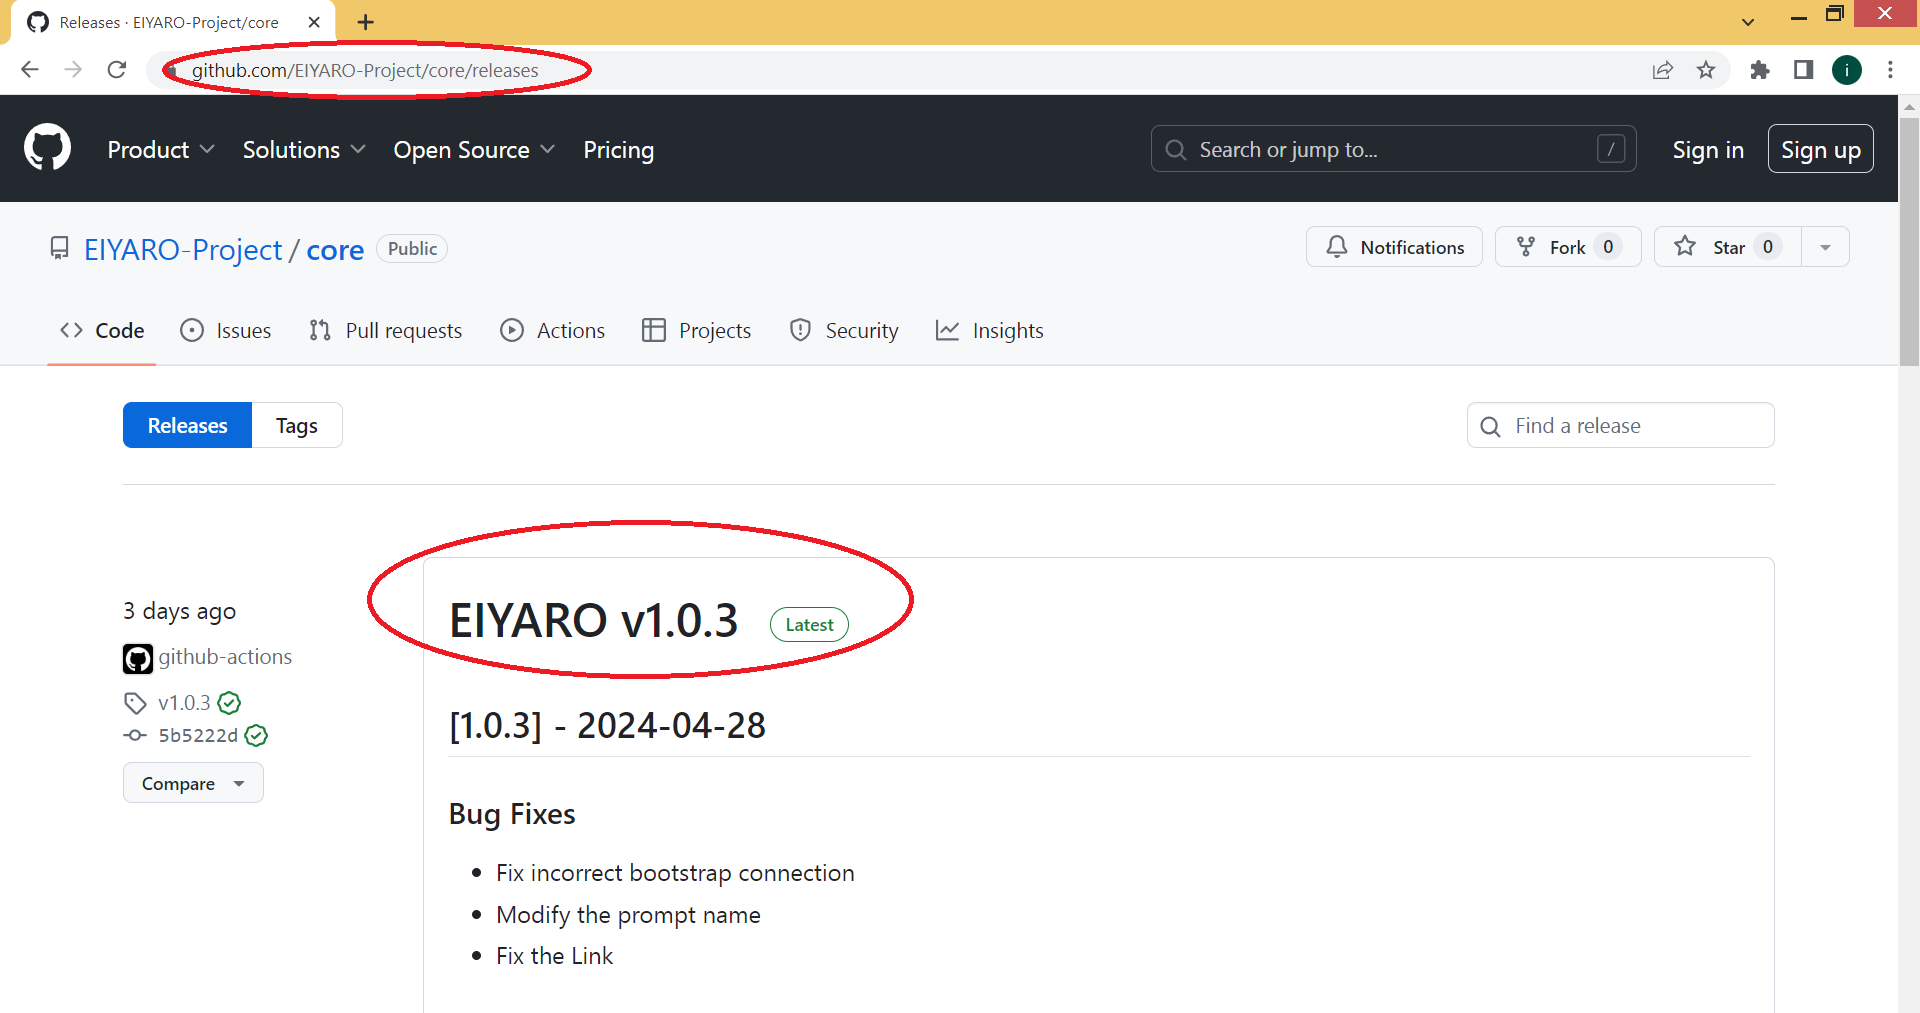 Releases · EIYARO-Project/core
github.com/EIYARO-Project/core/releases
i
Product Solutions Open Source Pricing Search or jump to... / Sign in Sign up
EIYARO-Project / core Public Notifications Fork 0 Star 0
Code Issues Pull requests Actions Projects Security Insights
Releases Tags Find a release
3 days ago
github-actions
v1.0.3
5b5222d
Compare
EIYARO v1.0.3 Latest
[1.0.3] - 2024-04-28
Bug Fixes
• Fix incorrect bootstrap connection
• Modify the prompt name
• Fix the Link